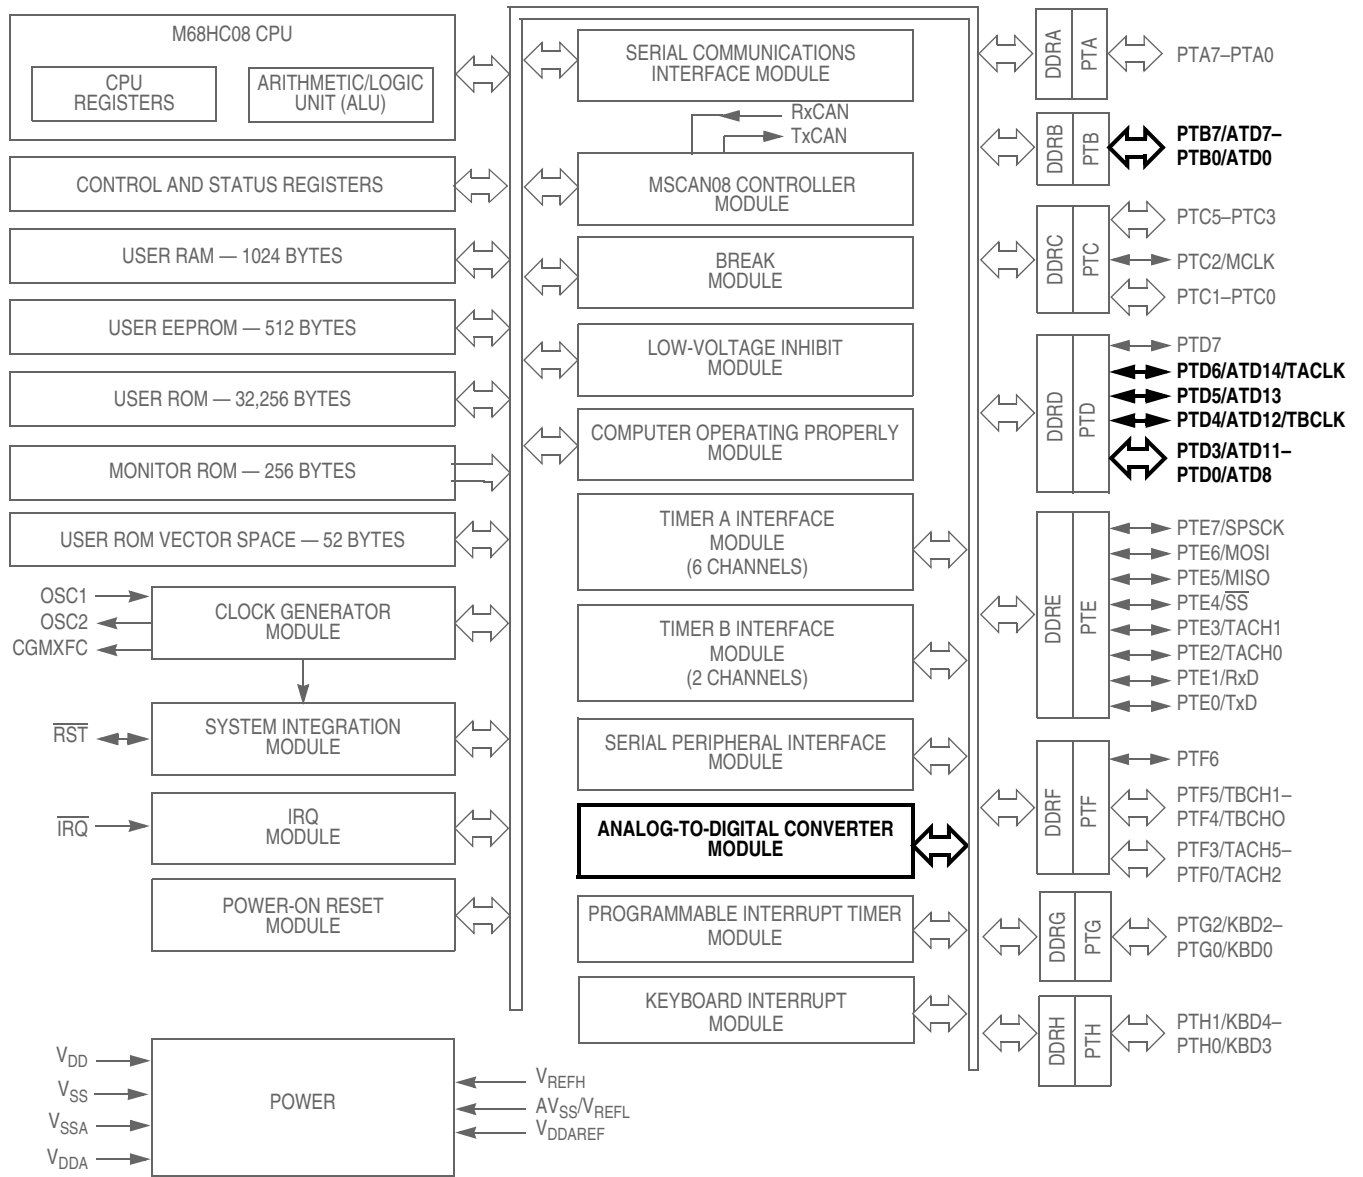 M68HC08 CPU
CPU
REGISTERS
ARITHMETIC/LOGIC
UNIT (ALU)
CONTROL AND STATUS REGISTERS
USER RAM — 1024 BYTES
USER EEPROM — 512 BYTES
USER ROM — 32,256 BYTES
MONITOR ROM — 256 BYTES
USER ROM VECTOR SPACE — 52 BYTES
OSC1
OSC2
CGMXFC
CLOCK GENERATOR
MODULE
RST
SYSTEM INTEGRATION
MODULE
IRQ
IRQ
MODULE
POWER-ON RESET
MODULE
VDD
VSS
VSSA
VDDA
POWER
VREFH
AVSS/VREFL
VDDAREF
SERIAL COMMUNICATIONS
INTERFACE MODULE
RxCAN
TxCAN
MSCAN08 CONTROLLER
MODULE
BREAK
MODULE
LOW-VOLTAGE INHIBIT
MODULE
COMPUTER OPERATING PROPERLY
MODULE
TIMER A INTERFACE
MODULE
(6 CHANNELS)
TIMER B INTERFACE
MODULE
(2 CHANNELS)
SERIAL PERIPHERAL INTERFACE
MODULE
ANALOG-TO-DIGITAL CONVERTER
MODULE
PROGRAMMABLE INTERRUPT TIMER
MODULE
KEYBOARD INTERRUPT
MODULE
DDRA
PTA
PTA7–PTA0
DDRB
PTB
PTB7/ATD7–
PTB0/ATD0
DDRC
PTC
PTC5–PTC3
PTC2/MCLK
PTC1–PTC0
DDRD
PTD
PTD7
PTD6/ATD14/TACLK
PTD5/ATD13
PTD4/ATD12/TBCLK
PTD3/ATD11–
PTD0/ATD8
DDRE
PTE
PTE7/SPSCK
PTE6/MOSI
PTE5/MISO
PTE4/SS
PTE3/TACH1
PTE2/TACH0
PTE1/RxD
PTE0/TxD
DDRF
PTF
PTF6
PTF5/TBCH1–
PTF4/TBCHO
PTF3/TACH5–
PTF0/TACH2
DDRG
PTG
PTG2/KBD2–
PTG0/KBD0
DDRH
PTH
PTH1/KBD4–
PTH0/KBD3